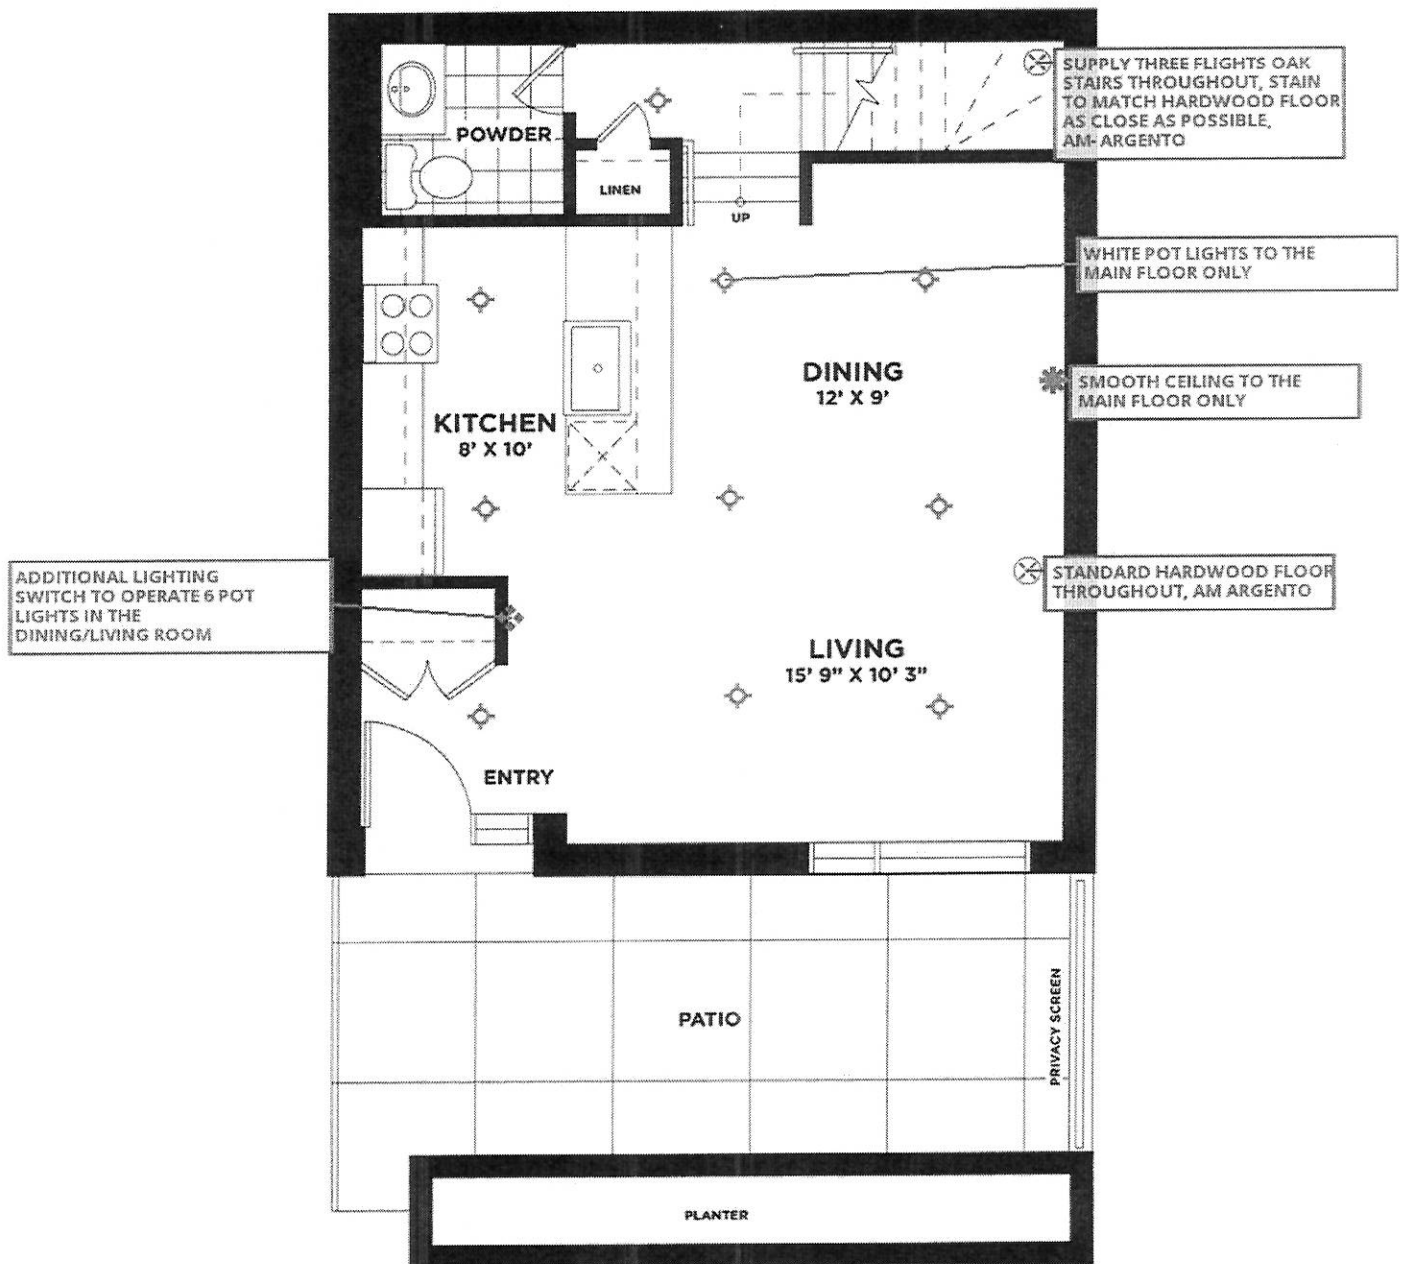 SUPPLY THREE FLIGHTS OAK
STAIRS THROUGHOUT, STAIN
TO MATCH HARDWOOD FLOOR
AS CLOSE AS POSSIBLE,
AM- ARGENTO
POWDER
LINEN
UP
WHITE POT LIGHTS TO THE
MAIN FLOOR ONLY
DINING
12' X 9'
SMOOTH CEILING TO THE
MAIN FLOOR ONLY
KITCHEN
8' X 10'
ADDITIONAL LIGHTING
SWITCH TO OPERATE 6 POT
LIGHTS IN THE
DINING/LIVING ROOM
STANDARD HARDWOOD FLOOR
THROUGHOUT, AM ARGENTO
LIVING
15' 9" X 10' 3"
ENTRY
PATIO
PRIVACY SCREEN
PLANTER